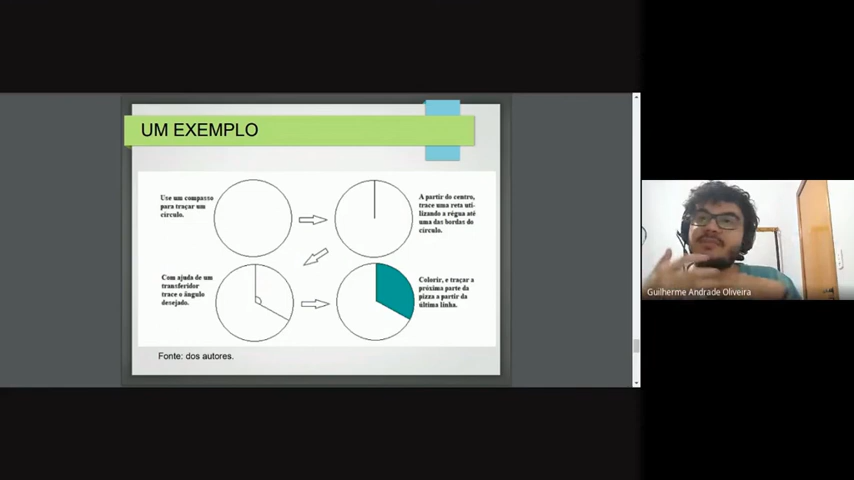 UM EXEMPLO
Use um compasso
para traçar um
círculo.
A partir do centro,
trace uma reta uti-
lizando a régua até
uma das bordas do
círculo.
Com ajuda de um
transferidor
trace o ângulo
desejado.
Colorir, e traçar a
próxima parte da
pizza a partir da
última linha.
Fonte: dos autores.
Guilherme Andrade Oliveira